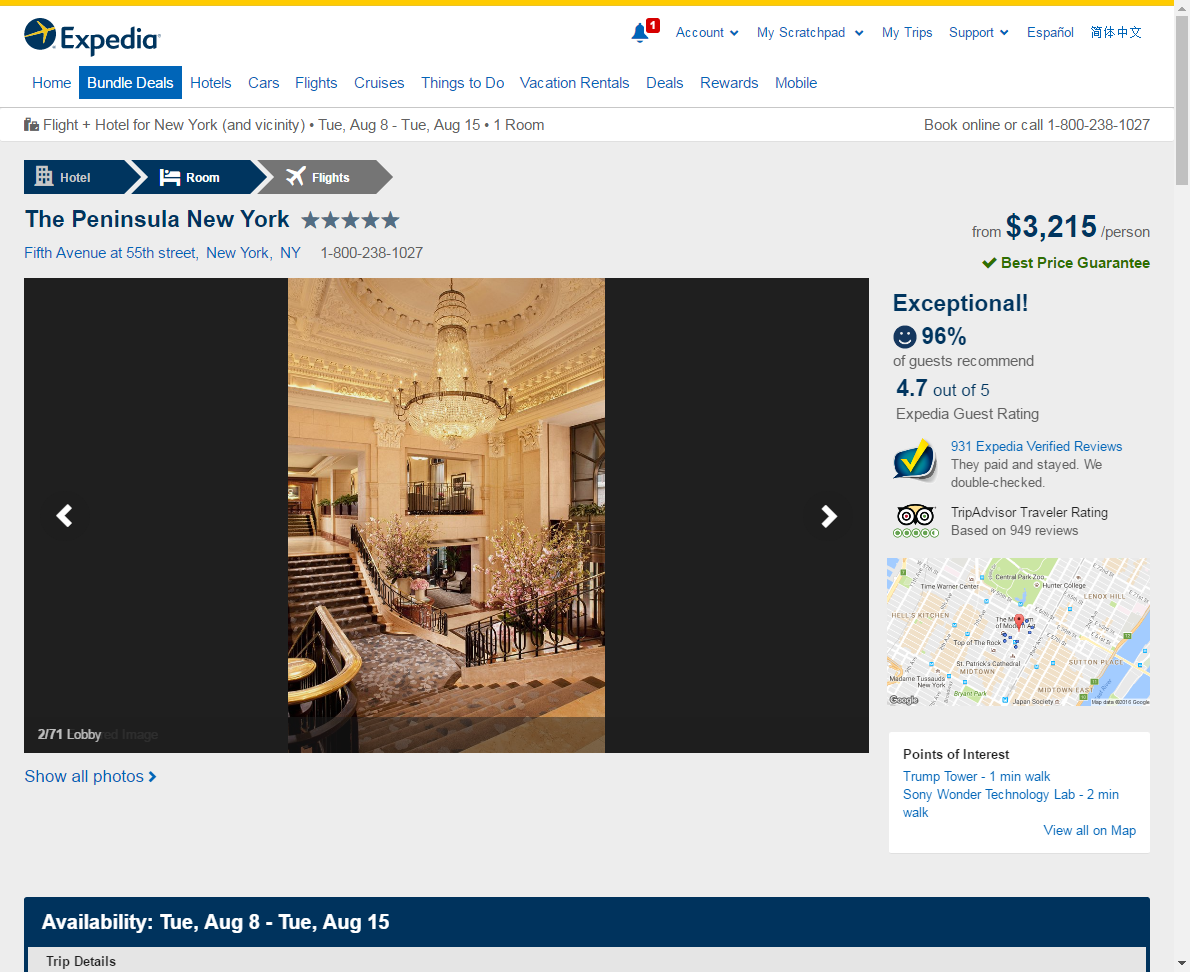 Expedia
1
Account
My Scratchpad
My Trips
Support
Español
简体中文
Home
Bundle Deals
Hotels
Cars
Flights
Cruises
Things to Do
Vacation Rentals
Deals
Rewards
Mobile
Flight + Hotel for New York (and vicinity) • Tue, Aug 8 - Tue, Aug 15 • 1 Room
Book online or call 1-800-238-1027
Hotel
Room
Flights
The Peninsula New York
from $3,215 /person
Fifth Avenue at 55th street, New York, NY 1-800-238-1027
Best Price Guarantee
Exceptional!
96%
of guests recommend
4.7 out of 5
Expedia Guest Rating
931 Expedia Verified Reviews
They paid and stayed. We
double-checked.
TripAdvisor Traveler Rating
Based on 949 reviews
Central Park Zoo
Time Warner Center
Hunter College
LENOX HILL
HELL'S KITCHEN
Top of The Rock
St. Patrick's Cathedral
MIDTOWN
SUTTON PLACE
Madame Tussauds
New York
Bryant Park
MIDTOWN EAST
Japan Society
Google
Map data ©2016 Google
2/71 Lobby
Show all photos
Points of Interest
Trump Tower - 1 min walk
Sony Wonder Technology Lab - 2 min
walk
View all on Map
Availability: Tue, Aug 8 - Tue, Aug 15
Trip Details